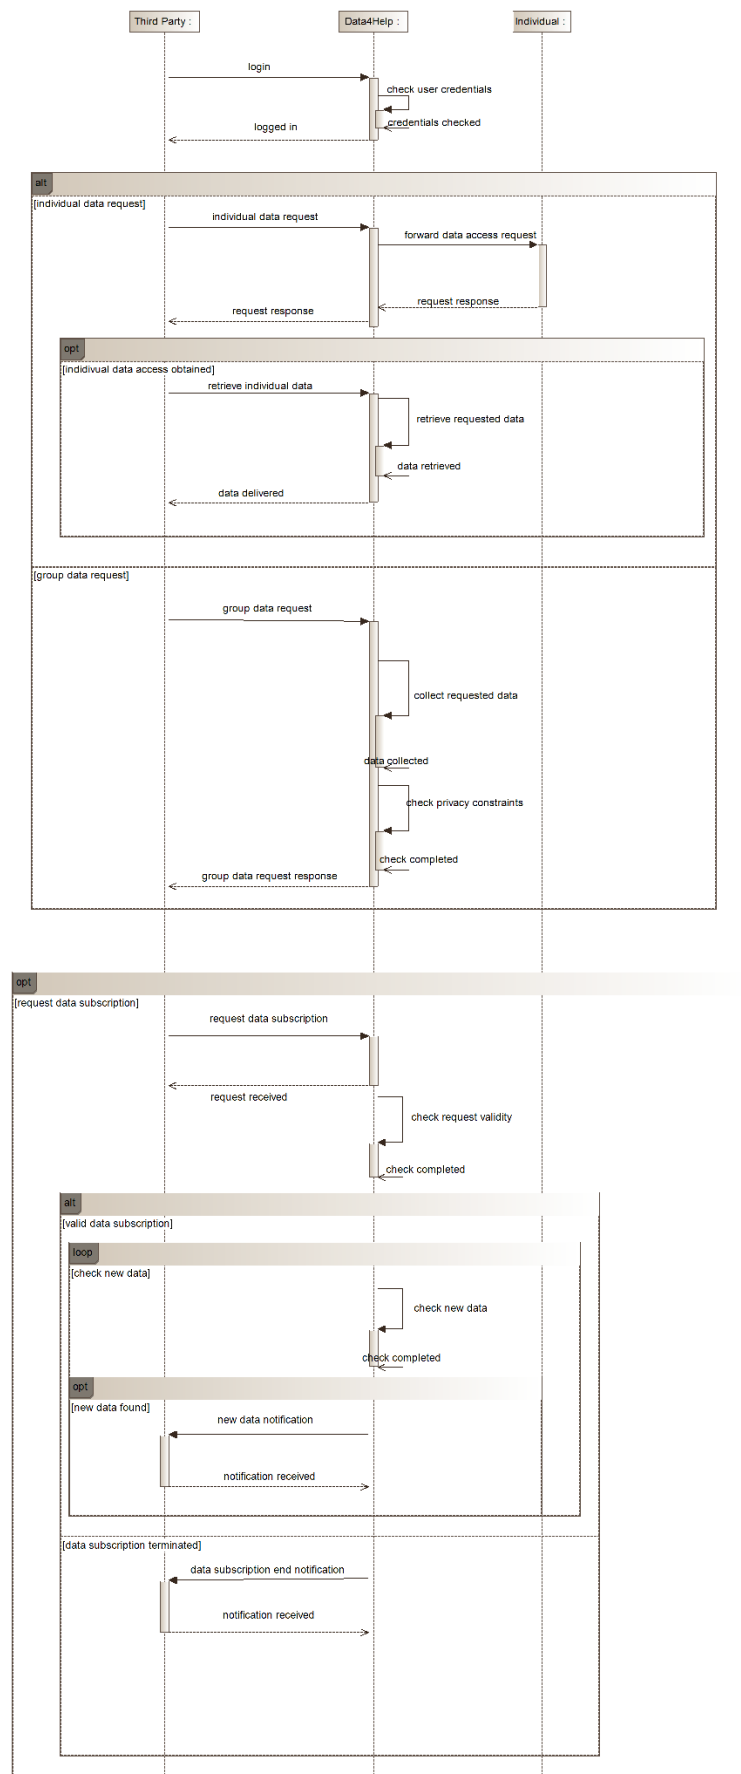 Third Party :
Data4Help :
Individual :
login
check user credentials
credentials checked
logged in
alt
[individual data request]
individual data request
forward data access request
request response
request response
opt
[indidivual data access obtained]
retrieve individual data
retrieve requested data
data retrieved
data delivered
[group data request]
group data request
collect requested data
data collected
check privacy constraints
check completed
group data request response
opt
[request data subscription]
request data subscription
request received
check request validity
check completed
alt
[valid data subscription]
loop
[check new data]
check new data
check completed
opt
[new data found]
new data notification
notification received
[data subscription terminated]
data subscription end notification
notification received